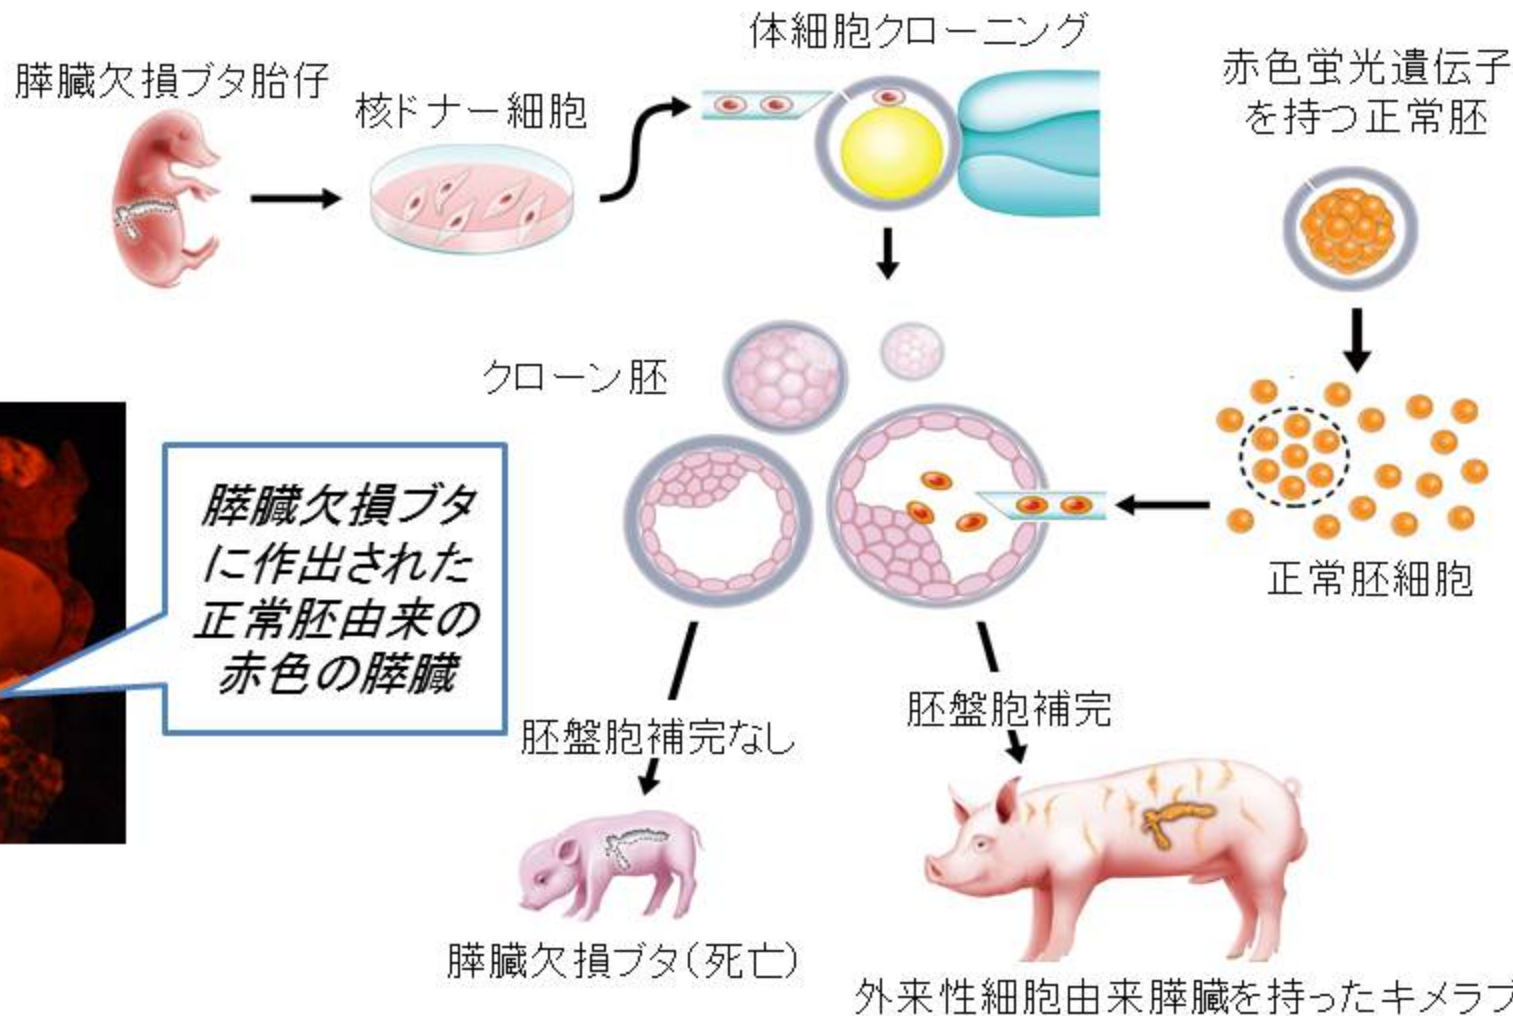 体細胞クローニング
膵臓欠損ブタ胎仔
核ドナー細胞
赤色蛍光遺伝子
を持つ正常胚
クローン胚
膵臓欠損ブタ
に作出された
正常胚由来の
赤色の膵臓
正常胚細胞
胚盤胞補完なし
胚盤胞補完
膵臓欠損ブタ(死亡)
外来性細胞由来膵臓を持ったキメラブ